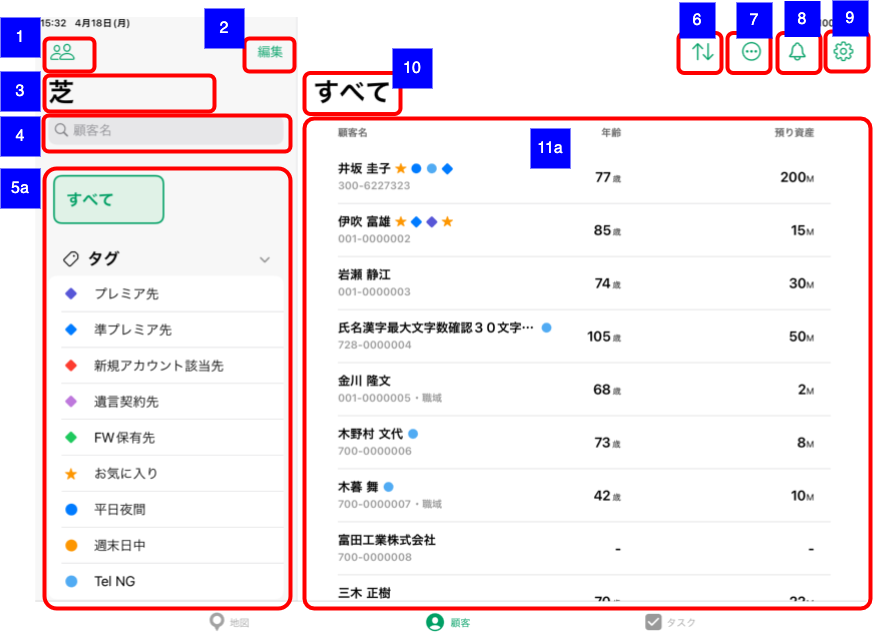 15:32 4月18日(月)
1
2
編集
3
芝
4
顧客名
5a
すべて
タグ
プレミア先
準プレミア先
新規アカウント該当先
遺言契約先
FW保有先
お気に入り
平日夜間
週末日中
Tel NG
6
7
8
9
10
すべて
11a
顧客名 年齢 預り資産
井坂 圭子 77歳 200M
300-6227323
伊吹 富雄 85歳 15M
001-0000002
岩瀬 静江 74歳 30M
001-0000003
氏名漢字最大文字数確認30文字… 105歳 50M
728-0000004
金川 隆文 68歳 2M
001-0000005・職域
木野村 文代 73歳 8M
700-0000006
木暮 舞 42歳 10M
700-0000007・職域
富田工業株式会社 - -
700-0000008
三木 正樹
地図 顧客 タスク